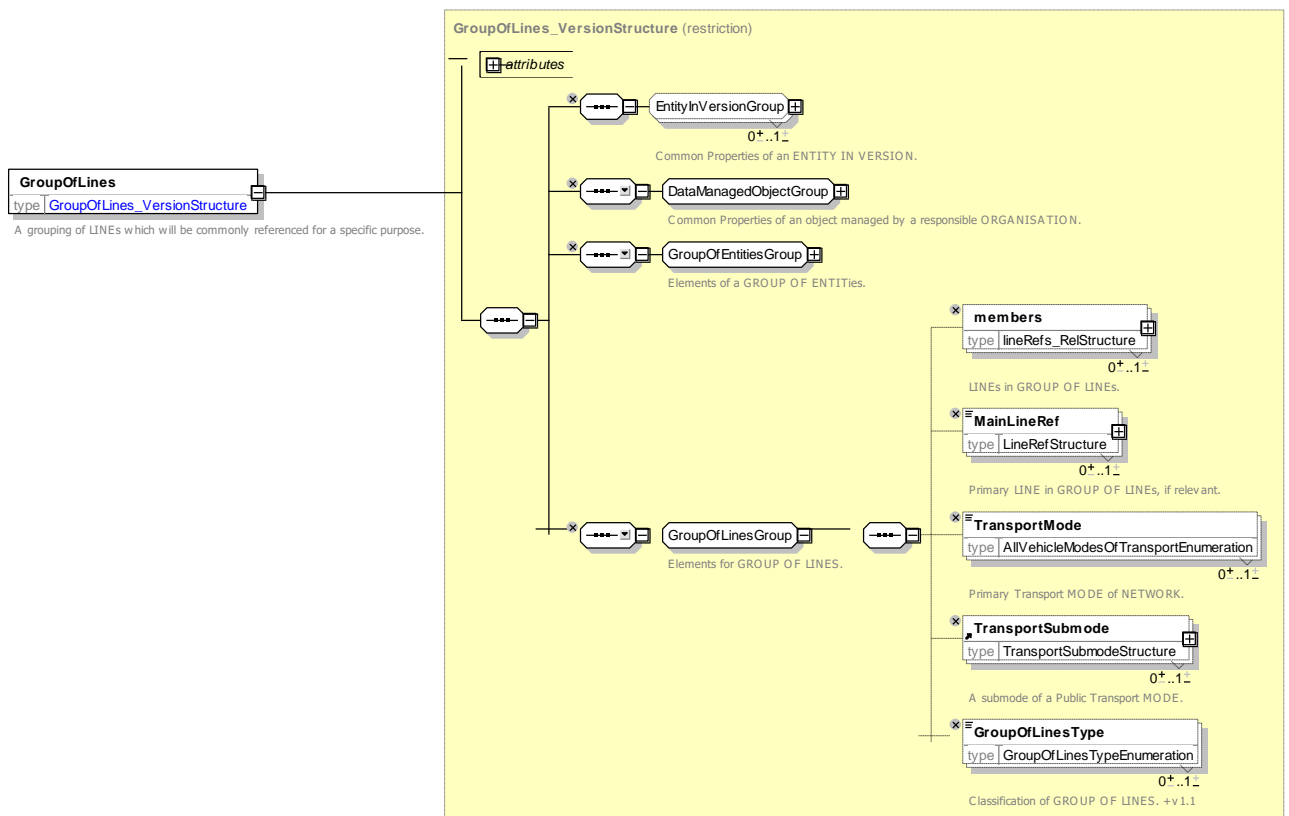 GroupOfLines_VersionStructure (restriction)
attributes
EntityInVersionGroup
0..1
Common Properties of an ENTITY IN VERSION.
GroupOfLines
type GroupOfLines_VersionStructure
A grouping of LINEs which will be commonly referenced for a specific purpose.
DataManagedObjectGroup
Common Properties of an object managed by a responsible ORGANISATION.
GroupOfEntitiesGroup
Elements of a GROUP OF ENTITies.
members
type lineRefs_RelStructure
0..1
LINEs in GROUP OF LINEs.
MainLineRef
type LineRefStructure
0..1
Primary LINE in GROUP OF LINEs, if relevant.
GroupOfLinesGroup
Elements for GROUP OF LINES.
TransportMode
type AllVehicleModesOfTransportEnumeration
0..1
Primary Transport MODE of NETWORK.
TransportSubmode
type TransportSubmodeStructure
0..1
A submode of a Public Transport MODE.
GroupOfLinesType
type GroupOfLinesTypeEnumeration
0..1
Classification of GROUP OF LINES. +v1.1